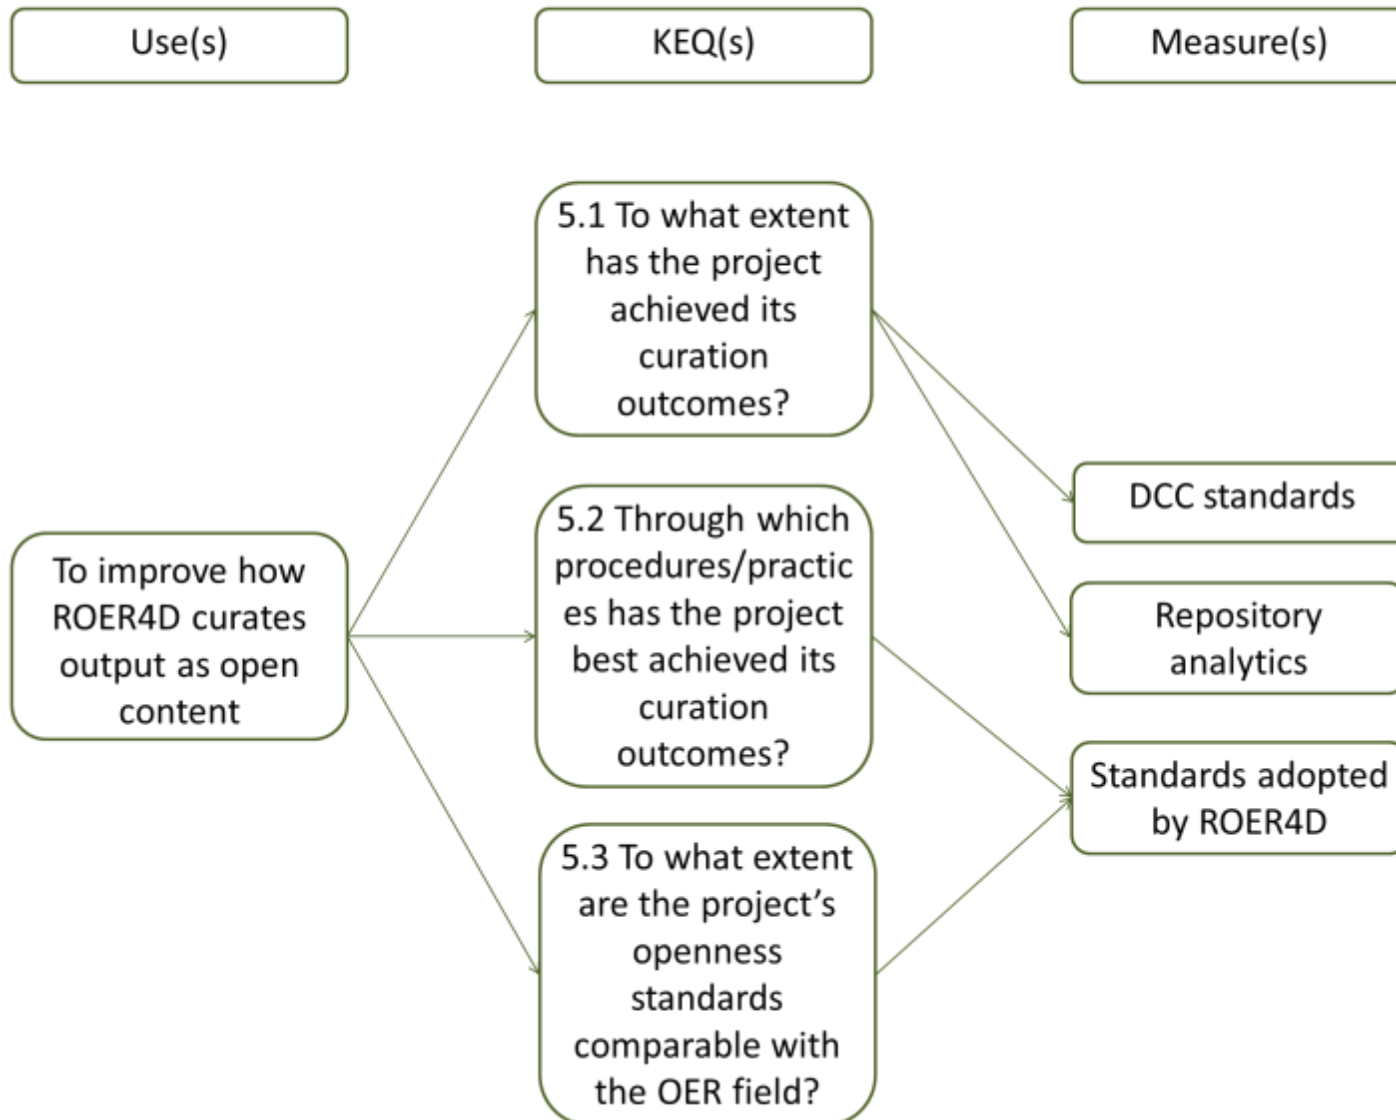 Use(s)
KEQ(s)
Measure(s)
5.1 To what extent
has the project
achieved its
curation
outcomes?
DCC standards
5.2 Through which
procedures/practic
es has the project
best achieved its
curation
outcomes?
To improve how
ROER4D curates
output as open
content
Repository
analytics
Standards adopted
by ROER4D
5.3 To what extent
are the project’s
openness
standards
comparable with
the OER field?